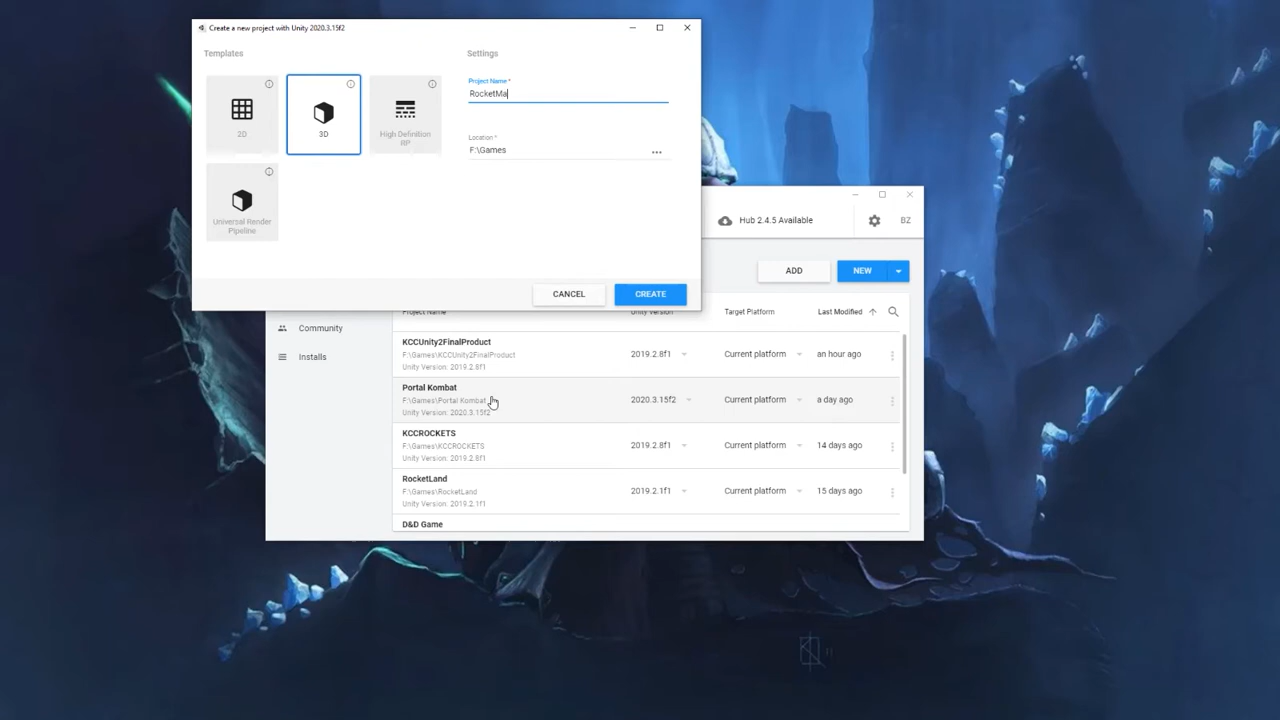 Create a new project with Unity 2020.3.15f2
Templates
Settings
2D
3D
High Definition
RP
Universal Render
Pipeline
Project Name *
RocketMa
Location *
F:\Games
...
CANCEL
CREATE
Hub 2.4.5 Available
BZ
ADD
NEW
Community
Installs
Project Name
Unity Version
Target Platform
Last Modified
KCCUnity2FinalProduct
F:\Games\KCCUnity2FinalProduct
Unity Version: 2019.2.8f1
2019.2.8f1
Current platform
an hour ago
Portal Kombat
F:\Games\Portal Kombat
Unity Version: 2020.3.15f2
2020.3.15f2
Current platform
a day ago
KCCROCKETS
F:\Games\KCCROCKETS
Unity Version: 2019.2.8f1
2019.2.8f1
Current platform
14 days ago
RocketLand
F:\Games\RocketLand
Unity Version: 2019.2.1f1
2019.2.1f1
Current platform
15 days ago
D&D Game